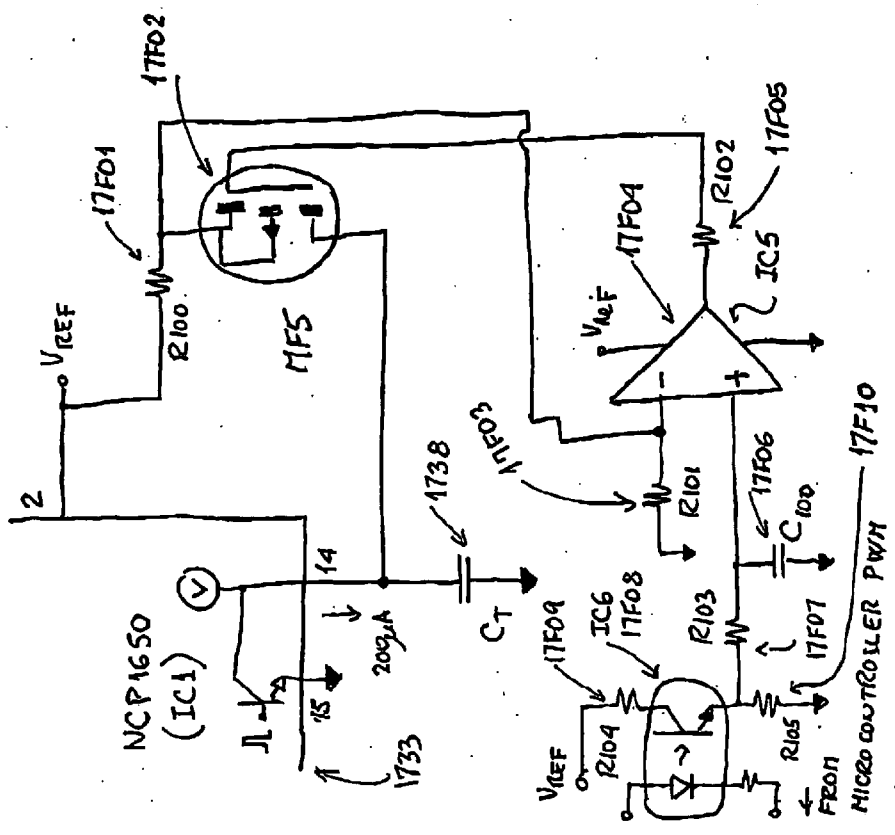 17F02
17F01
VREF
R100
MF5
2
NCP1650
(IC1)
V
14
15
200µA
1738
CT
1733
17F03
R101
VREF
17F04
R102
17F05
IC5
-
+
17F06
C100
17F10
IC6
17F08
17F09
R103
17F07
VREF
R104
R105
FROM
MICROCONTROLLER PWM